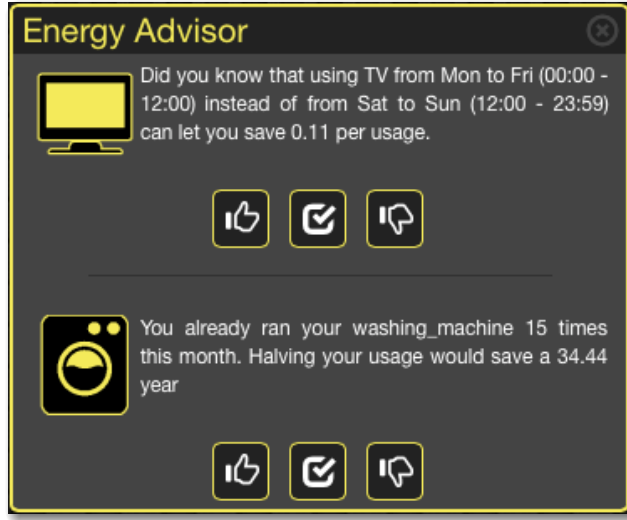 Energy Advisor
Did you know that using TV from Mon to Fri (00:00 -
12:00) instead of from Sat to Sun (12:00 - 23:59)
can let you save 0.11 per usage.
You already ran your washing_machine 15 times
this month. Halving your usage would save a 34.44
year